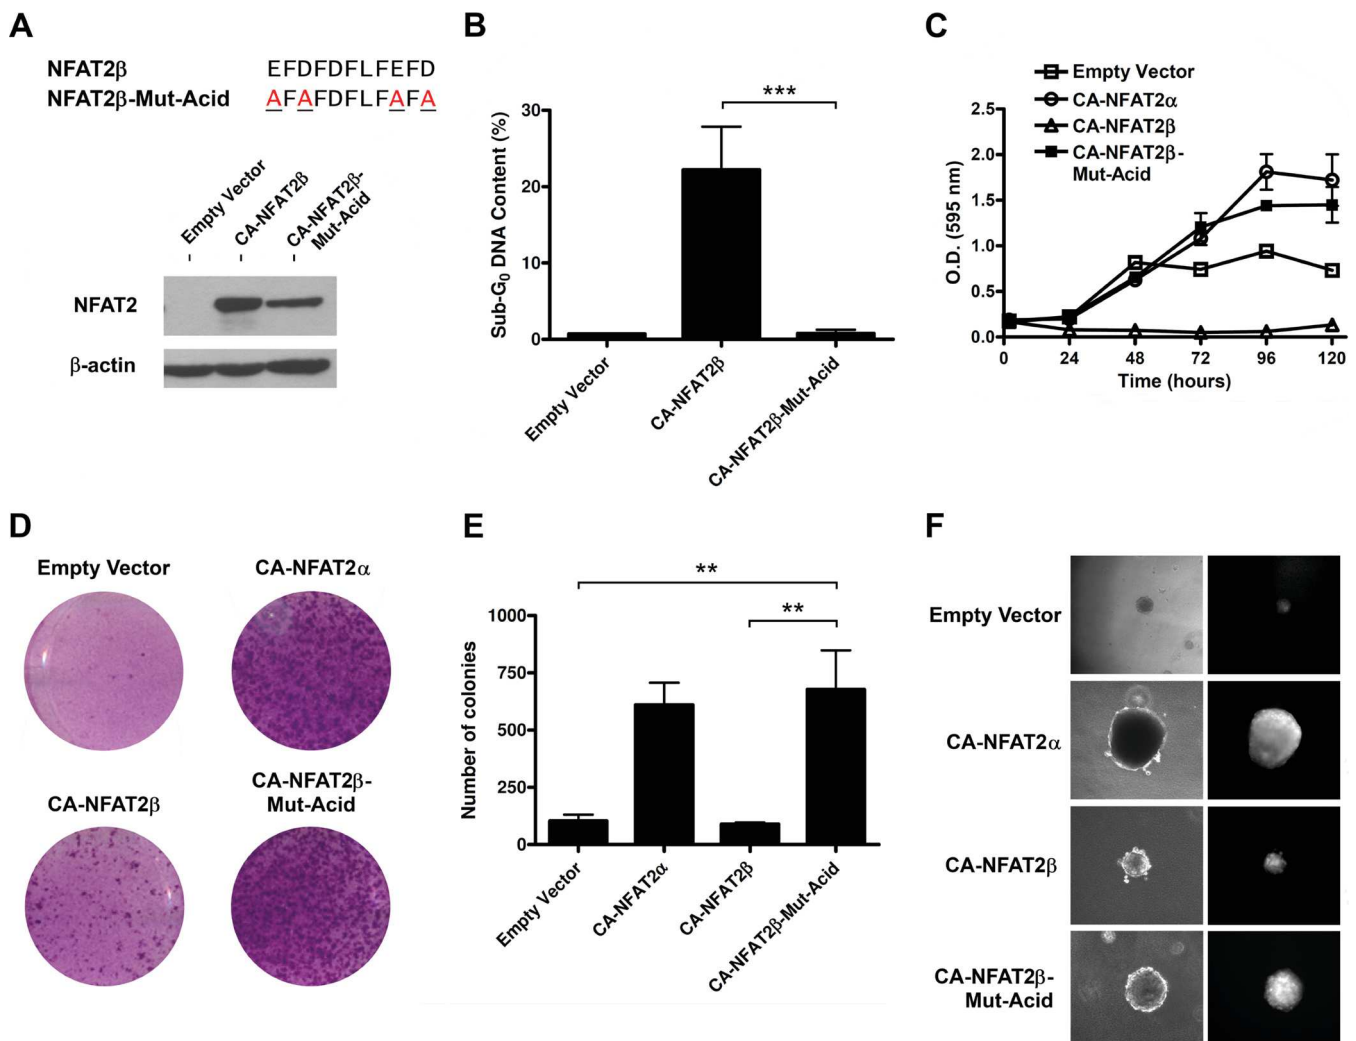 A
NFAT2β EFDFDFLFEFD
NFAT2β-Mut-Acid AFAFDFLFAFA
Empty Vector
CA-NFAT2β
CA-NFAT2β-
Mut-Acid
NFAT2
β-actin
B
***
Sub-G0 DNA Content (%)
30
20
10
0
Empty Vector
CA-NFAT2β
CA-NFAT2β-Mut-Acid
C
Empty Vector
CA-NFAT2α
CA-NFAT2β
CA-NFAT2β-
Mut-Acid
O.D. (595 nm)
2.5
2.0
1.5
1.0
0.5
0.0
0 24 48 72 96 120
Time (hours)
D
Empty Vector
CA-NFAT2α
CA-NFAT2β
CA-NFAT2β-
Mut-Acid
E
**
**
Number of colonies
1000
750
500
250
0
Empty Vector
CA-NFAT2α
CA-NFAT2β
CA-NFAT2β-Mut-Acid
F
Empty Vector
CA-NFAT2α
CA-NFAT2β
CA-NFAT2β-
Mut-Acid